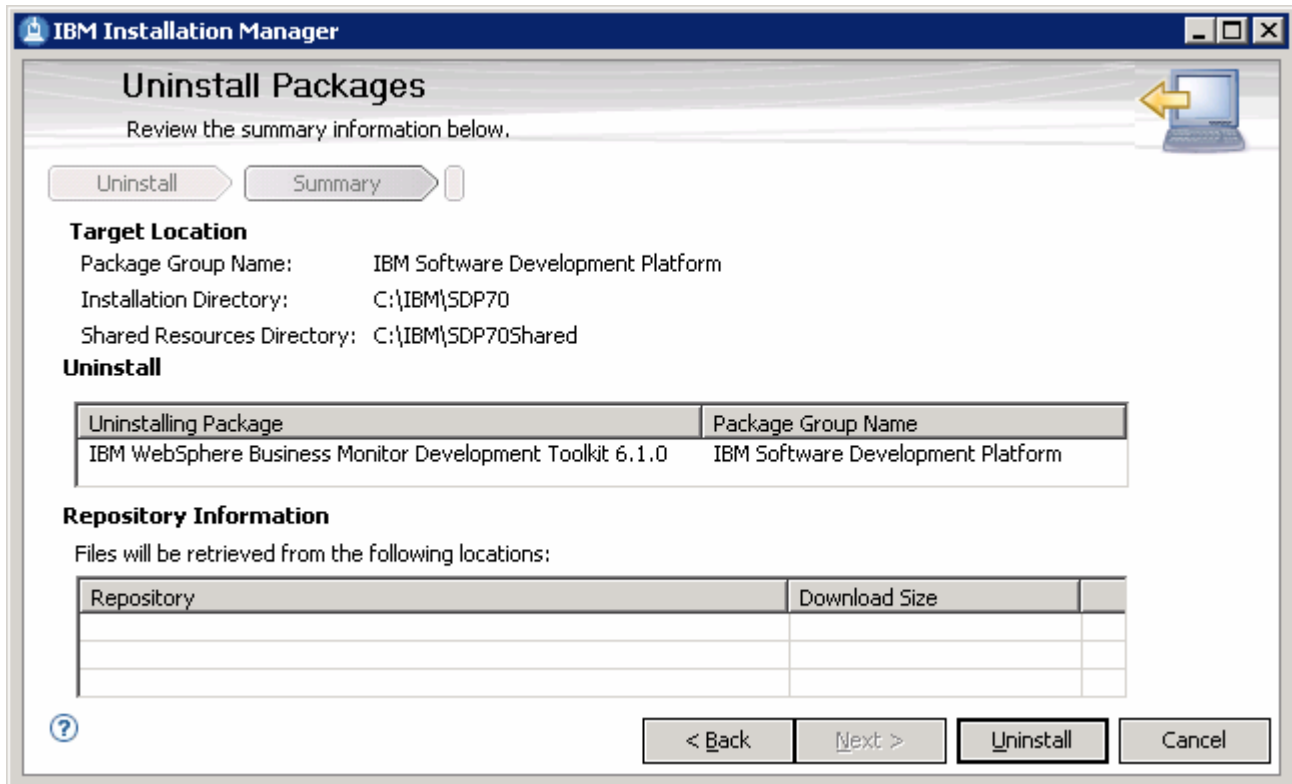 IBM Installation Manager
Uninstall Packages
Review the summary information below.
Uninstall Summary
Target Location
Package Group Name: IBM Software Development Platform
Installation Directory: C:\IBM\SDP70
Shared Resources Directory: C:\IBM\SDP70Shared
Uninstall
Uninstalling Package Package Group Name
IBM WebSphere Business Monitor Development Toolkit 6.1.0 IBM Software Development Platform
Repository Information
Files will be retrieved from the following locations:
Repository Download Size
? < Back Next > Uninstall Cancel